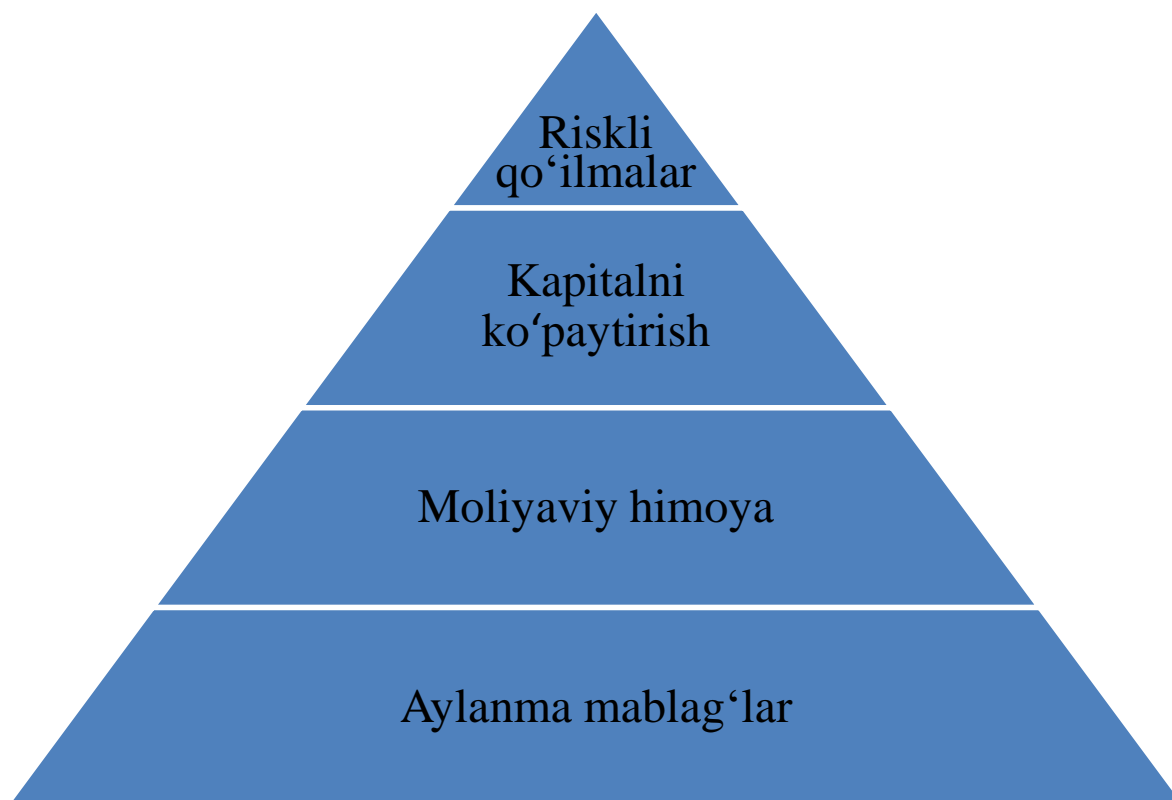 Riskli
qo‘ilmalar
Kapitalni
ko‘paytirish
Moliyaviy himoya
Aylanma mablag‘lar